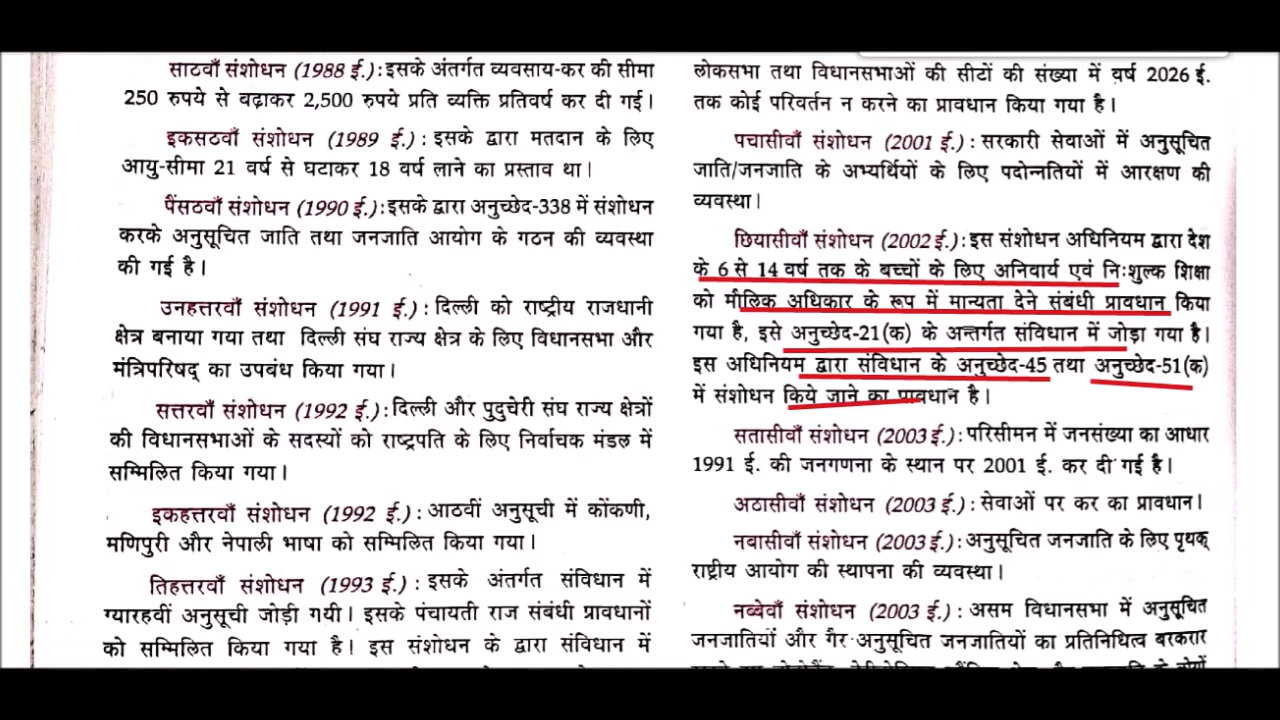 साठवाँ संशोधन (1988 ई.) : इसके अंतर्गत व्यवसाय-कर की सीमा
250 रुपये से बढ़ाकर 2,500 रुपये प्रति व्यक्ति प्रतिवर्ष कर दी गई।
इकसठवाँ संशोधन (1989 ई.) : इसके द्वारा मतदान के लिए
आयु-सीमा 21 वर्ष से घटाकर 18 वर्ष लाने का प्रस्ताव था।
पैंसठवाँ संशोधन (1990 ई.) : इसके द्वारा अनुच्छेद-338 में संशोधन
करके अनुसूचित जाति तथा जनजाति आयोग के गठन की व्यवस्था
की गई है।
उनहत्तरवाँ संशोधन (1991 ई.) : दिल्ली को राष्ट्रीय राजधानी
क्षेत्र बनाया गया तथा दिल्ली संघ राज्य क्षेत्र के लिए विधानसभा और
मंत्रिपरिषद् का उपबंध किया गया।
सत्तरवाँ संशोधन (1992 ई.) : दिल्ली और पुदुचेरी संघ राज्य क्षेत्रों
की विधानसभाओं के सदस्यों को राष्ट्रपति के लिए निर्वाचक मंडल में
सम्मिलित किया गया।
इकहत्तरवाँ संशोधन (1992 ई.) : आठवीं अनुसूची में कोंकणी,
मणिपुरी और नेपाली भाषा को सम्मिलित किया गया।
तिहत्तरवाँ संशोधन (1993 ई.) : इसके अंतर्गत संविधान में
ग्यारहवीं अनुसूची जोड़ी गयी। इसके पंचायती राज संबंधी प्रावधानों
को सम्मिलित किया गया है। इस संशोधन के द्वारा संविधान में
लोकसभा तथा विधानसभाओं की सीटों की संख्या में वर्ष 2026 ई.
तक कोई परिवर्तन न करने का प्रावधान किया गया है।
पचासीवाँ संशोधन (2001 ई.) : सरकारी सेवाओं में अनुसूचित
जाति/जनजाति के अभ्यर्थियों के लिए पदोन्नतियों में आरक्षण की
व्यवस्था।
छियासीवाँ संशोधन (2002 ई.) : इस संशोधन अधिनियम द्वारा देश
के 6 से 14 वर्ष तक के बच्चों के लिए अनिवार्य एवं निःशुल्क शिक्षा
को मौलिक अधिकार के रूप में मान्यता देने संबंधी प्रावधान किया
गया है, इसे अनुच्छेद-21(क) के अन्तर्गत संविधान में जोड़ा गया है।
इस अधिनियम द्वारा संविधान के अनुच्छेद-45 तथा अनुच्छेद-51(क)
में संशोधन किये जाने का प्रावधान है।
सतासीवाँ संशोधन (2003 ई.) : परिसीमन में जनसंख्या का आधार
1991 ई. की जनगणना के स्थान पर 2001 ई. कर दी गई है।
अठासीवाँ संशोधन (2003 ई.) : सेवाओं पर कर का प्रावधान।
नबासीवाँ संशोधन (2003 ई.) : अनुसूचित जनजाति के लिए पृथक्
राष्ट्रीय आयोग की स्थापना की व्यवस्था।
नब्बेवाँ संशोधन (2003 ई.) : असम विधानसभा में अनुसूचित
जनजातियों और गैर-अनुसूचित जनजातियों का प्रतिनिधित्व बरकरार